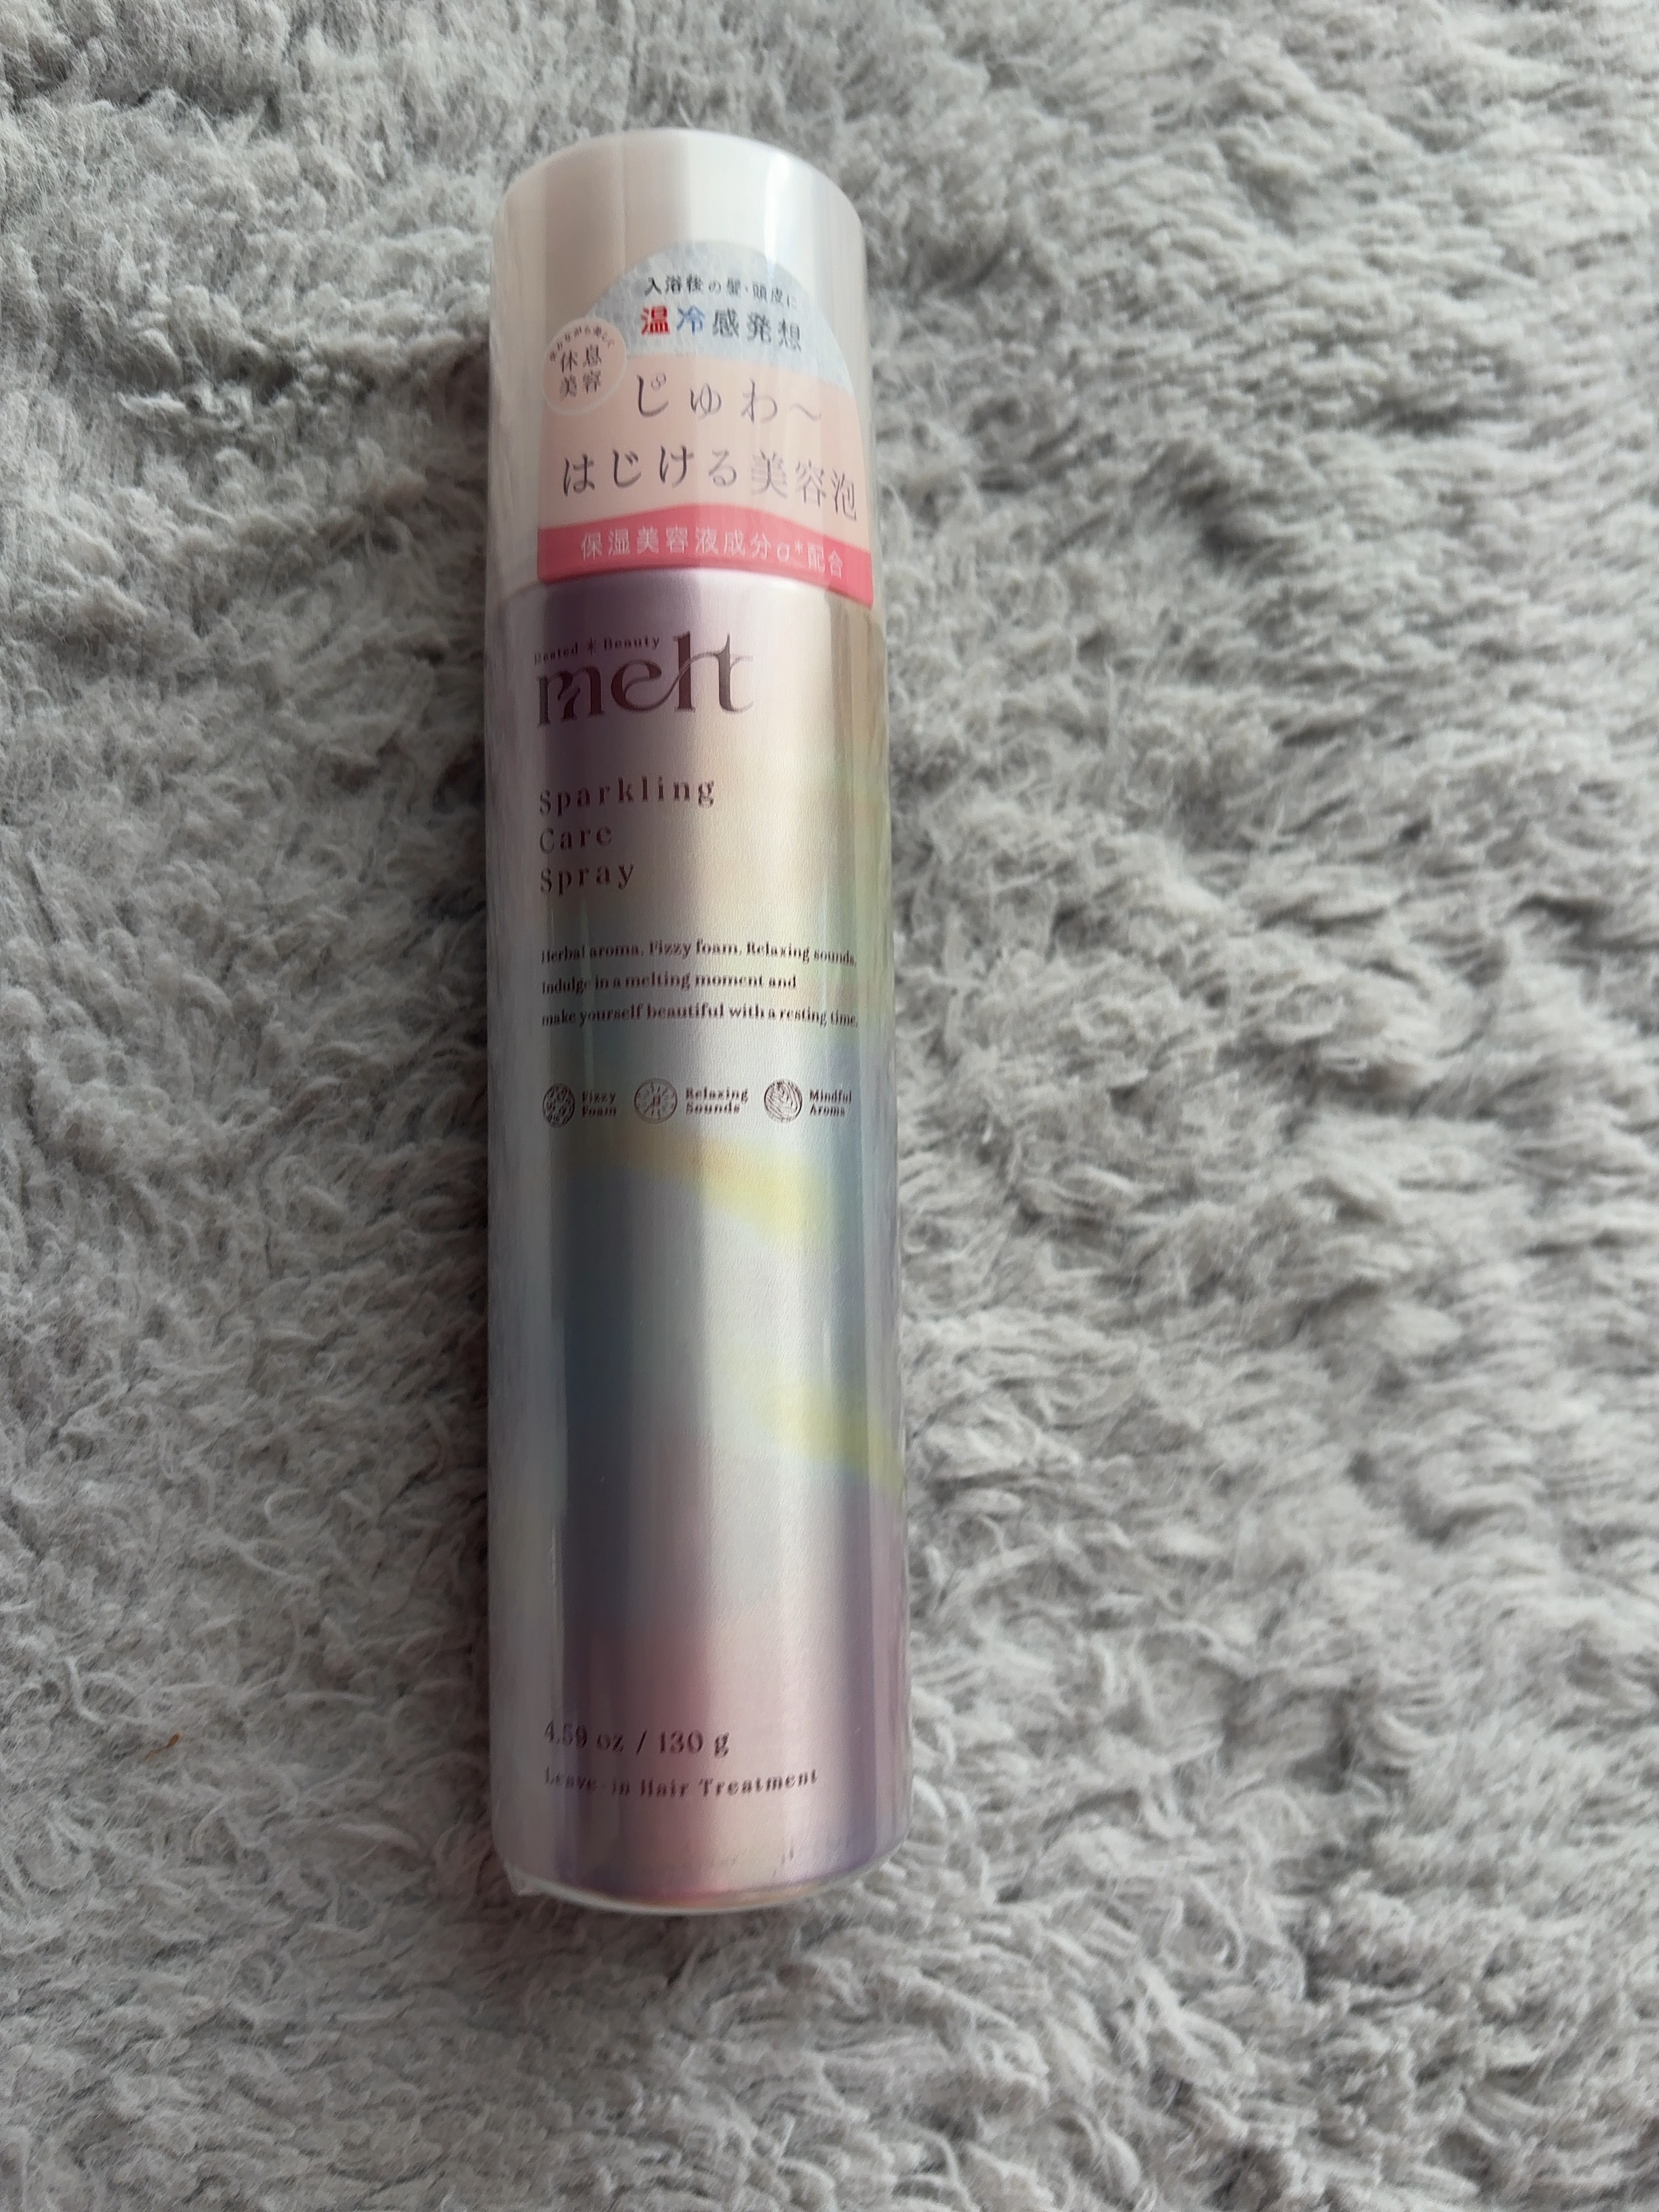 入浴後の髪・頭皮に
温冷感発想
休息
美容
じゅわ～
はじける美容泡
保湿美容液成分α*配合
Rested * Beauty
melt
Sparkling
Care
Spray
Herbal aroma. Fizzy foam. Relaxing sounds.
Indulge in a melting moment and
make yourself beautiful with a resting time.
Fizzy
Foam
Relaxing
Sounds
Mindful
Aroma
4.59 oz / 130 g
Leave-in Hair Treatment